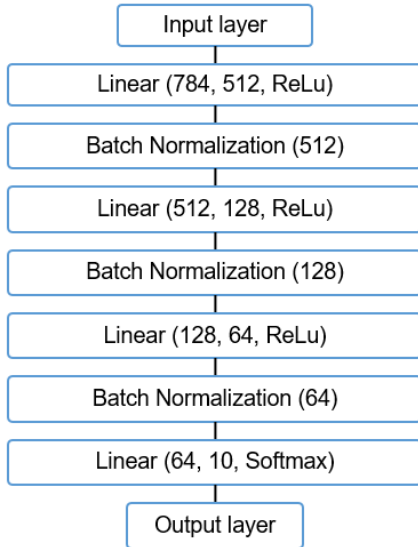 Input layer
Linear (784, 512, ReLu)
Batch Normalization (512)
Linear (512, 128, ReLu)
Batch Normalization (128)
Linear (128, 64, ReLu)
Batch Normalization (64)
Linear (64, 10, Softmax)
Output layer